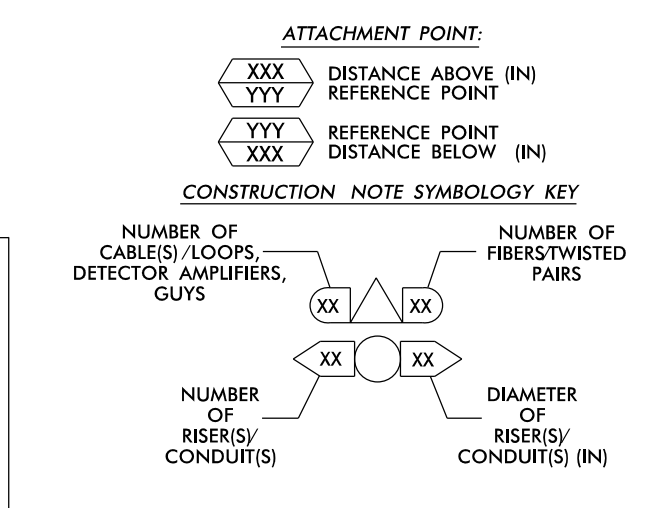 ATTACHMENT POINT:
XXX
YYY
DISTANCE ABOVE (IN)
REFERENCE POINT
YYY
XXX
REFERENCE POINT
DISTANCE BELOW (IN)
CONSTRUCTION NOTE SYMBOLOGY KEY
NUMBER OF
CABLE(S)/LOOPS,
DETECTOR AMPLIFIERS,
GUYS
NUMBER OF
FIBERS/TWISTED
PAIRS
XX
XX
XX
XX
NUMBER
OF
RISER(S)/
CONDUIT(S)
DIAMETER
OF
RISER(S)/
CONDUIT(S) (IN)